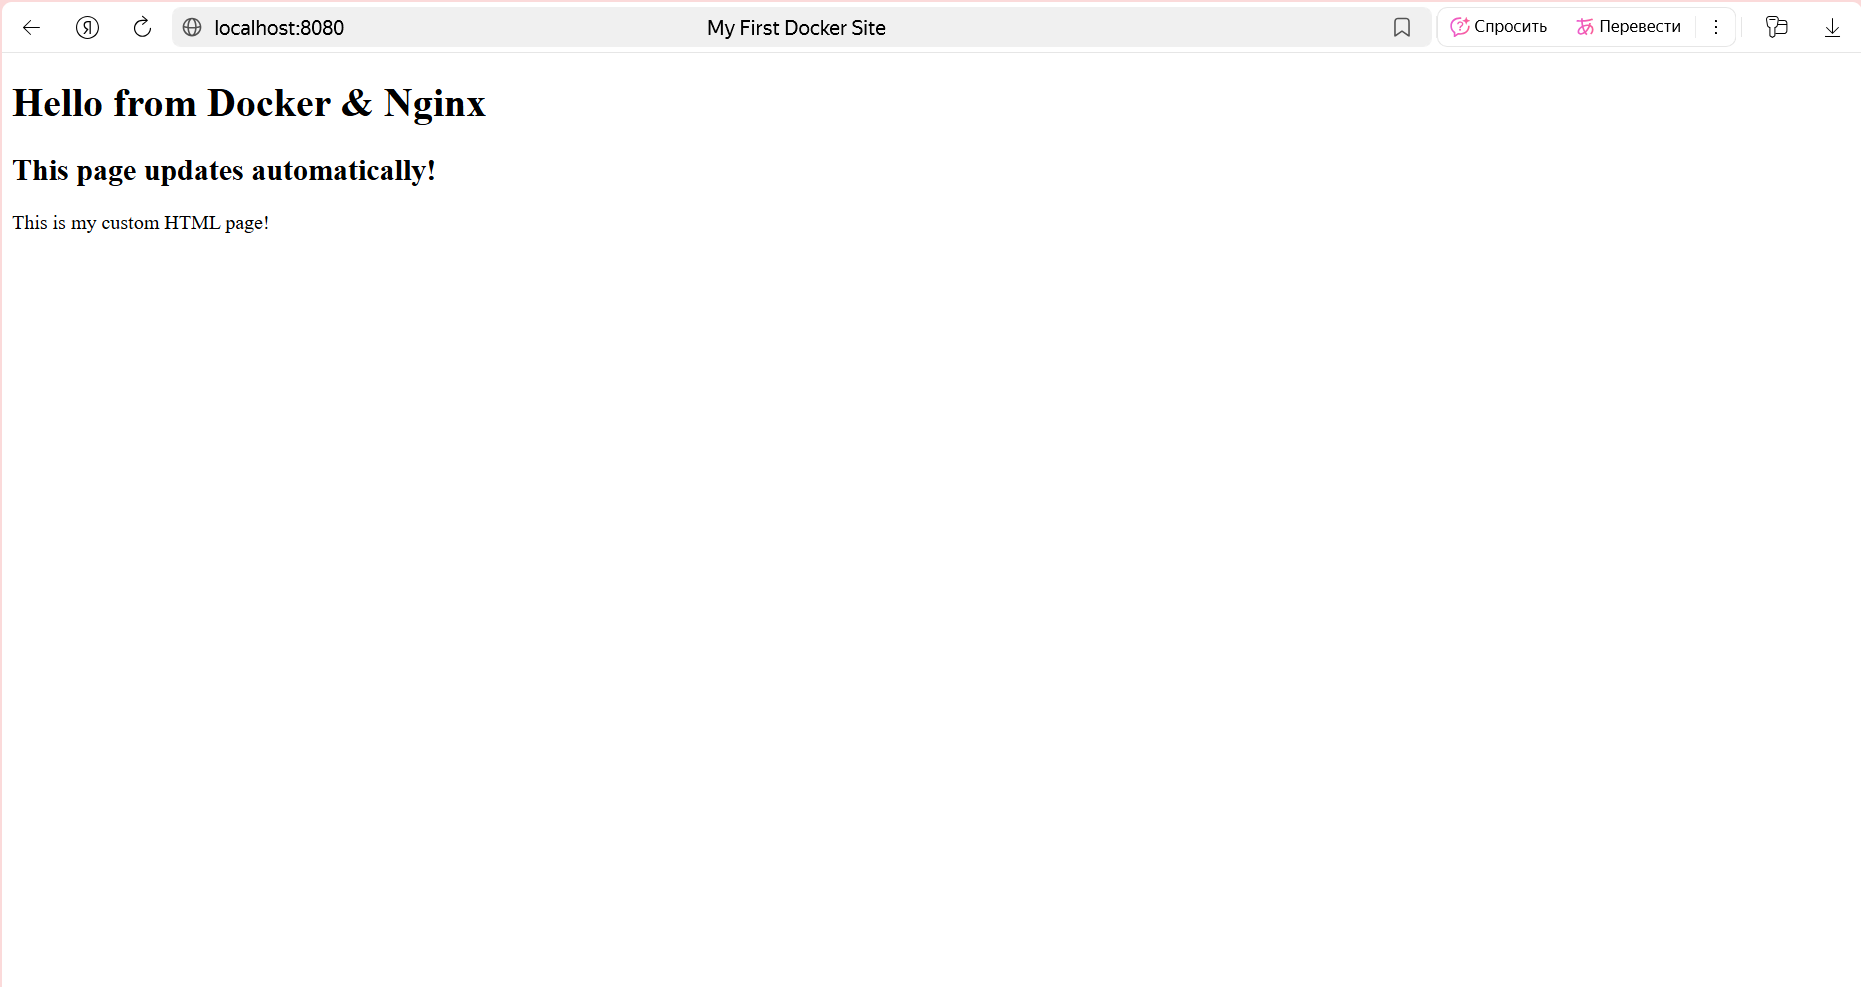 localhost:8080 My First Docker Site Спросить Перевести
Hello from Docker & Nginx
This page updates automatically!
This is my custom HTML page!